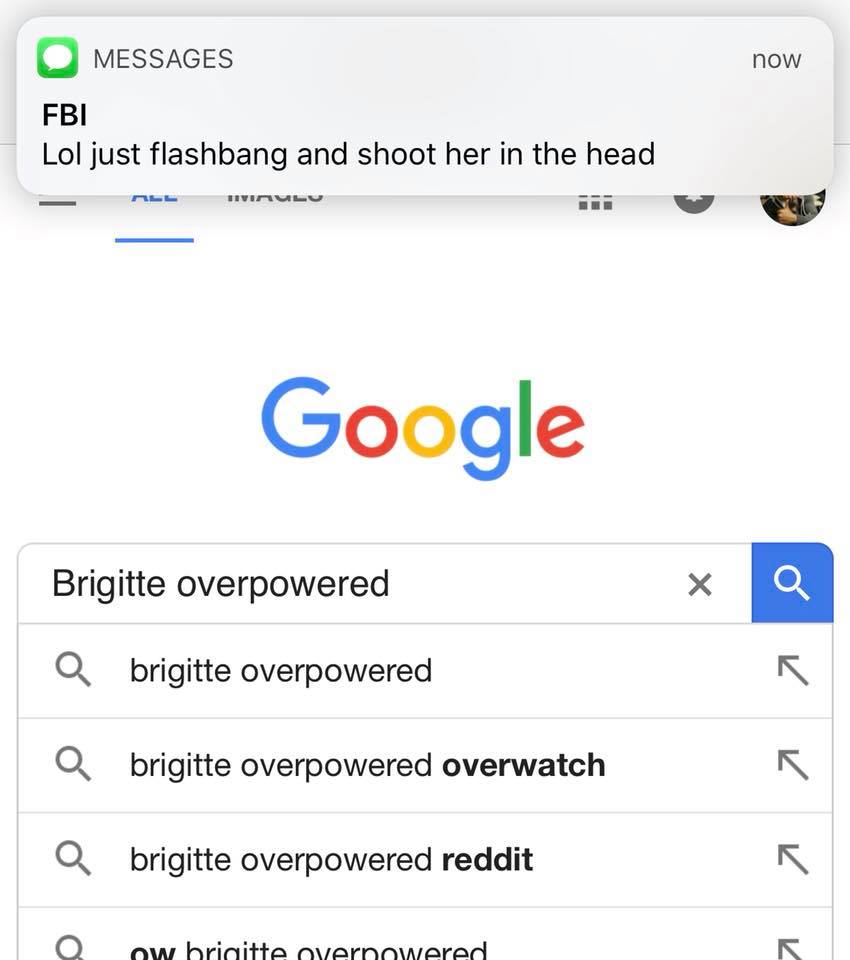 MESSAGES now
FBI
Lol just flashbang and shoot her in the head
ALL IMAGES
Google
Brigitte overpowered
brigitte overpowered
brigitte overpowered overwatch
brigitte overpowered reddit
ow brigitte overpowered